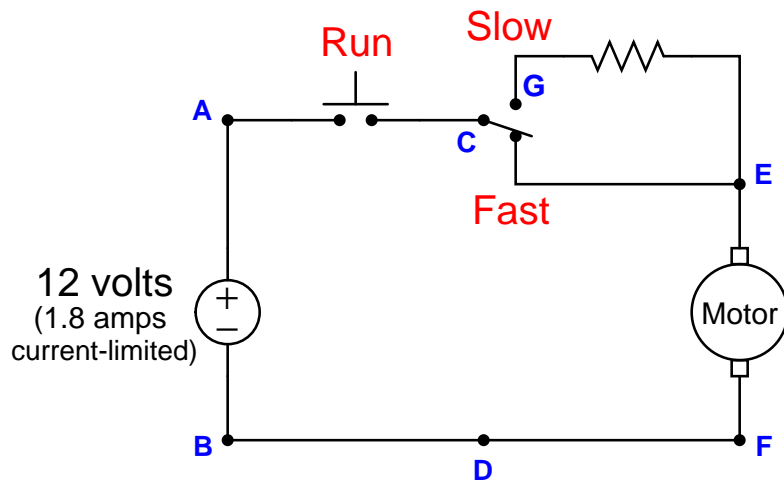 Slow
Run
G
A
C
E
Fast
12 volts
(1.8 amps
current-limited)
+
−
Motor
B
D
F